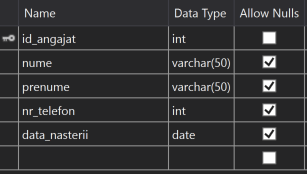 Name Data Type Allow Nulls
id_angajat int
nume varchar(50)
prenume varchar(50)
nr_telefon int
data_nasterii date